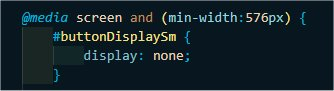 @media screen and (min-width:576px) {
    #buttonDisplaySm {
        display: none;
    }